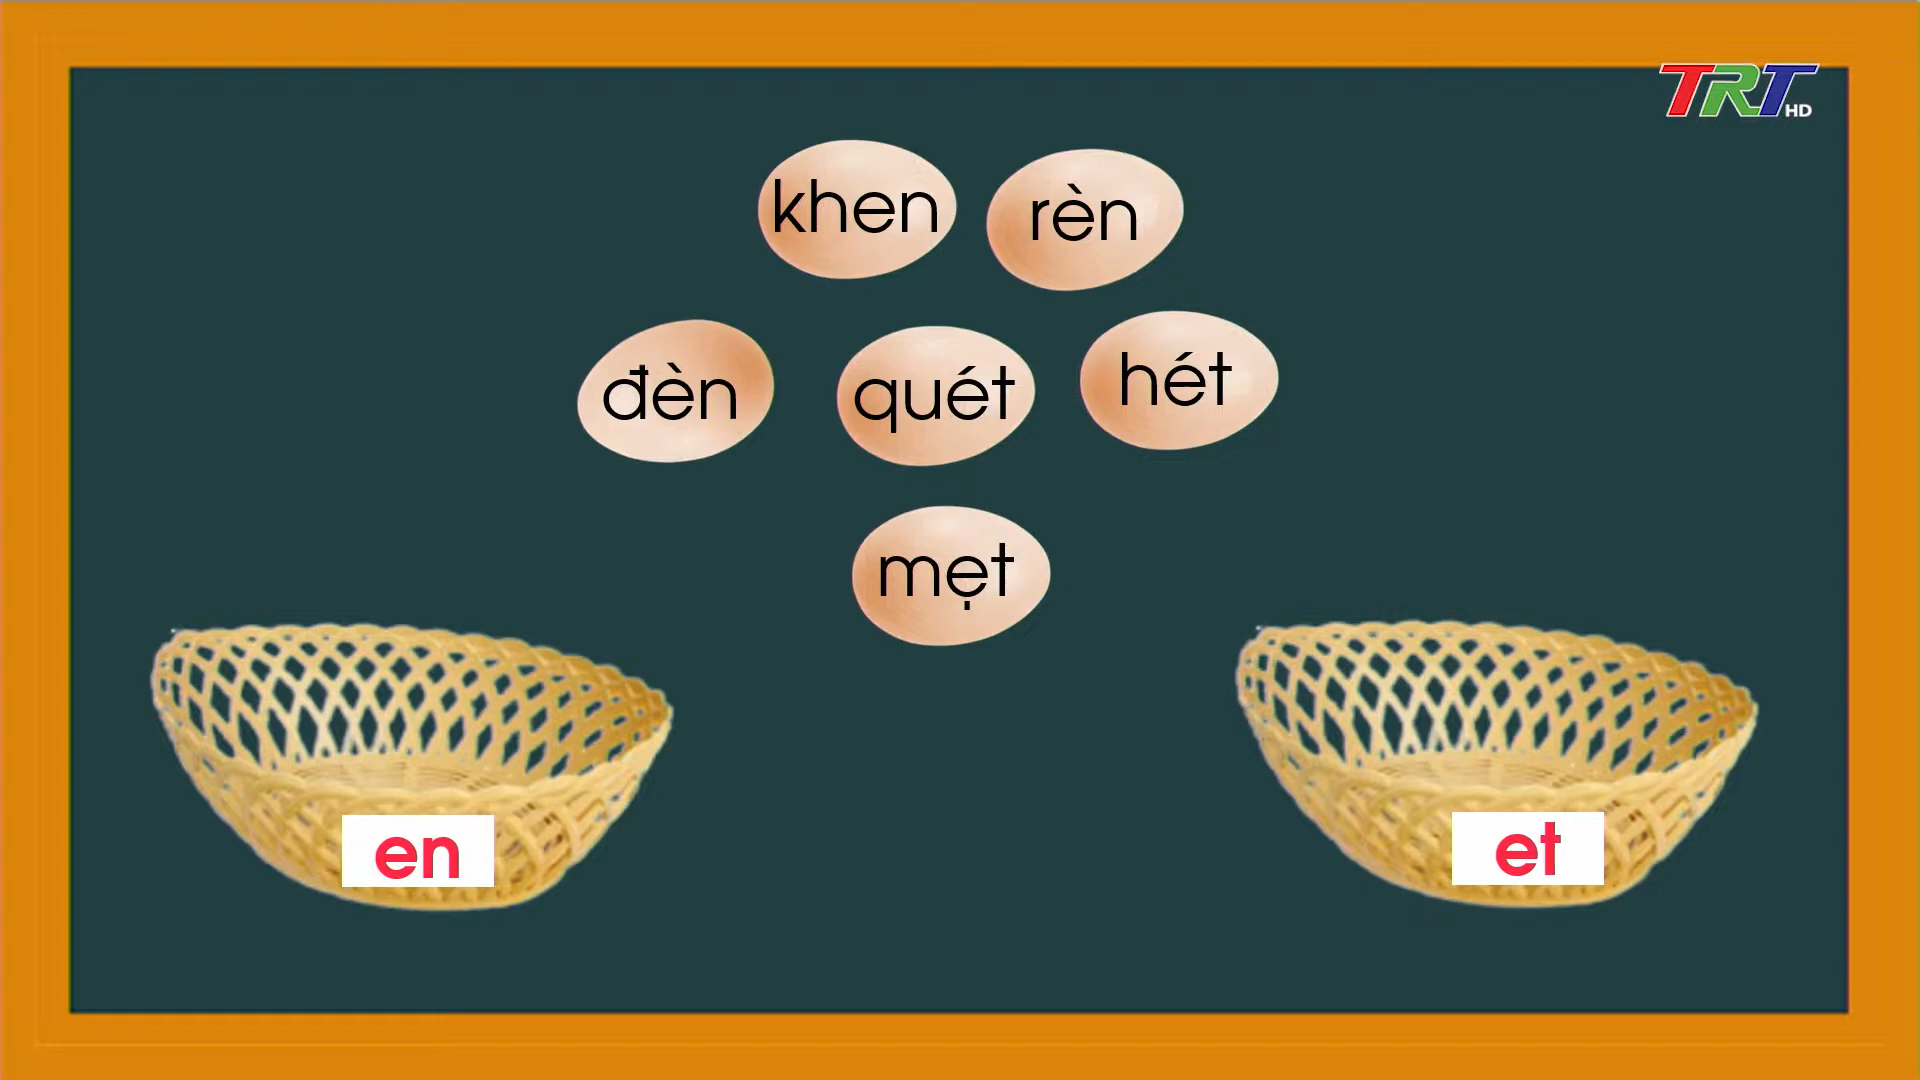 TRT HD
khen
rèn
đèn
quét
hét
mẹt
en
et